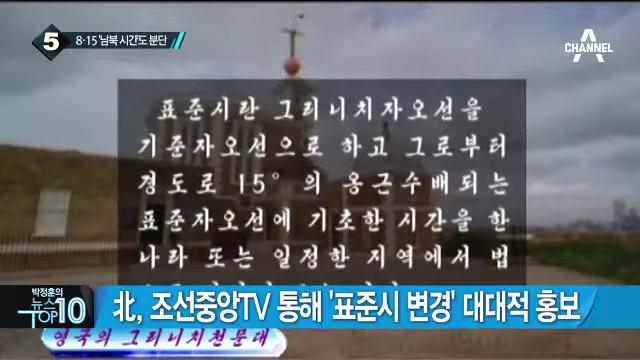 5 8·15 '남북 시간'도 분단
CHANNEL A
표준시란 그리니치자오선을
기준자오선으로 하고 그로부터
경도로 15° 의 옹근수배되는
표준자오선에 기초한 시간을 한
나라 또는 일정한 지역에서 법
박정훈의
뉴스
TOP10
北, 조선중앙TV 통해 '표준시 변경' 대대적 홍보
영국의 그리니치천문대